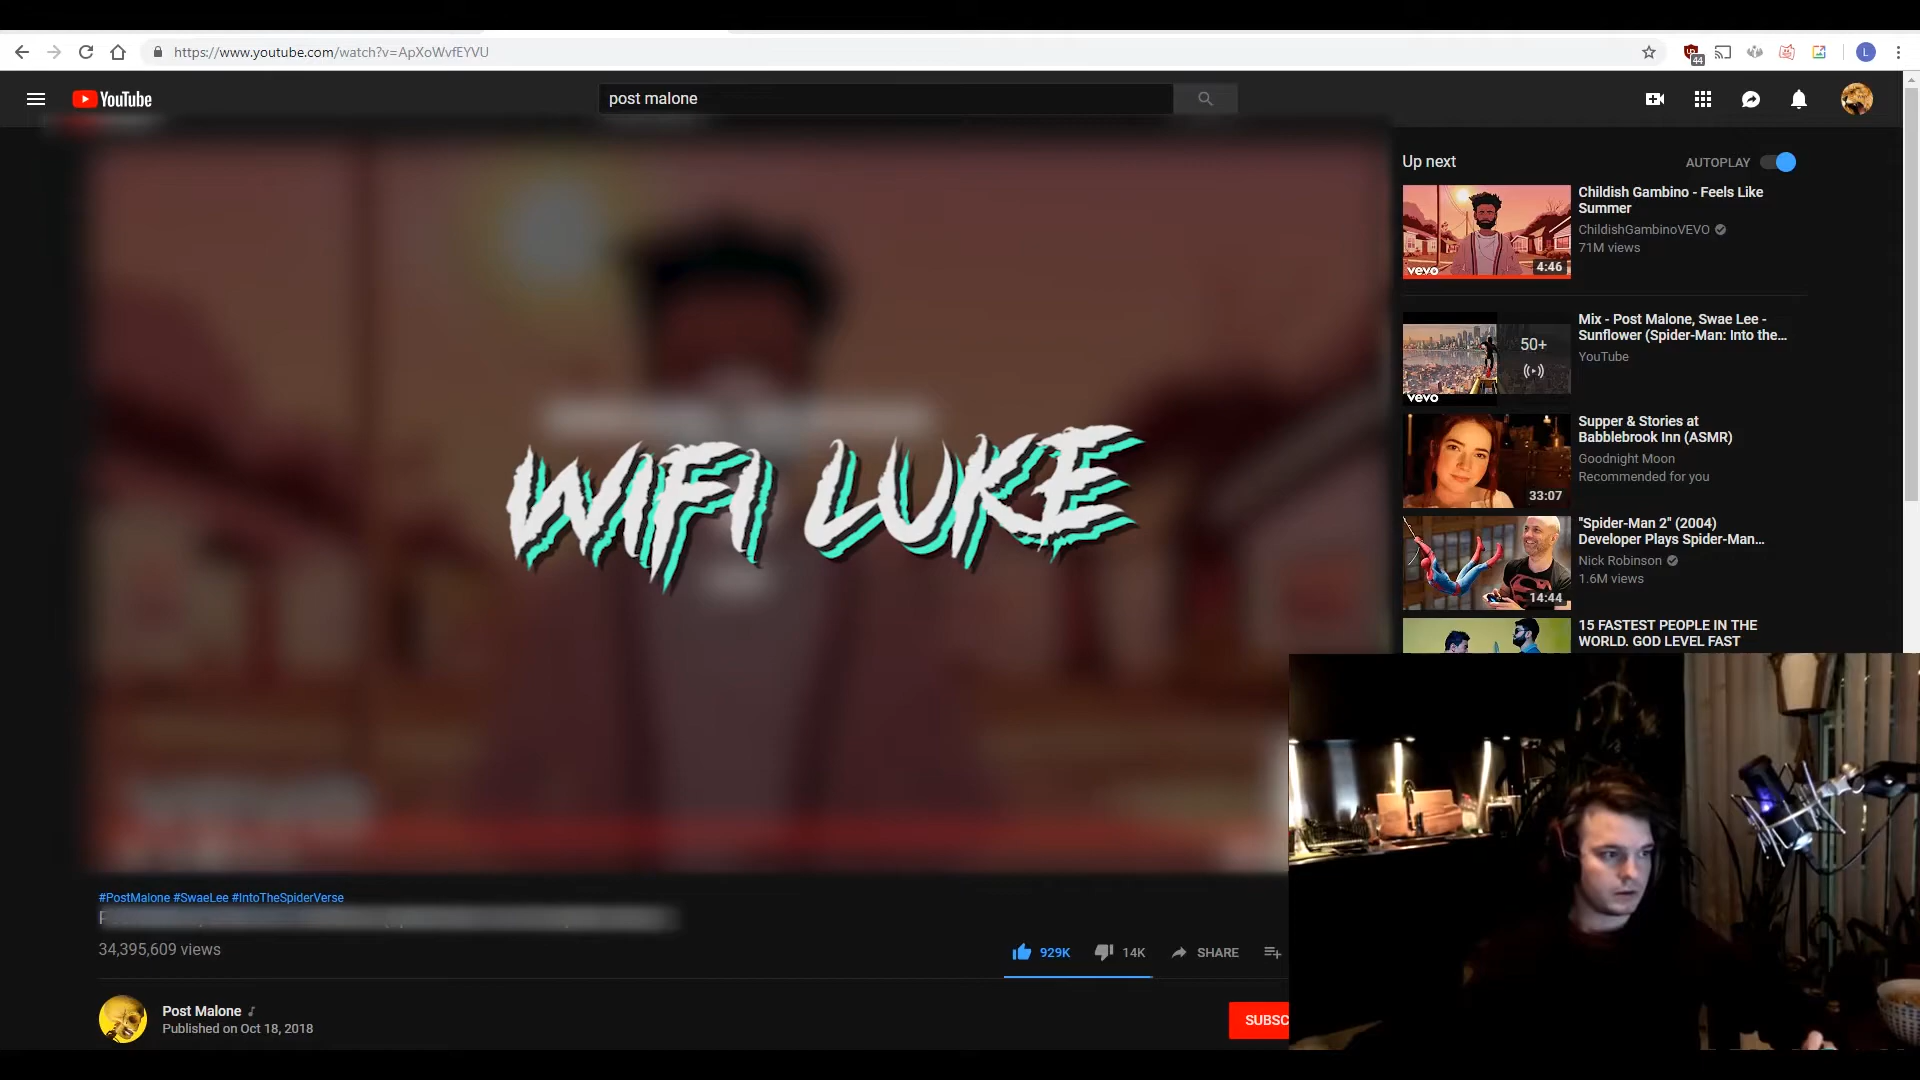 https://www.youtube.com/watch?v=ApXoWvfEYVU
44
L
YouTube
post malone
WIFI LUKE
#PostMalone #SwaeLee #IntoTheSpiderVerse
34,395,609 views
929K
14K
SHARE
Post Malone
Published on Oct 18, 2018
SUBSC
Up next
AUTOPLAY
vevo
4:46
Childish Gambino - Feels Like
Summer
ChildishGambinoVEVO
71M views
50+
vevo
Mix - Post Malone, Swae Lee -
Sunflower (Spider-Man: Into the...
YouTube
33:07
Supper & Stories at
Babblebrook Inn (ASMR)
Goodnight Moon
Recommended for you
14:44
"Spider-Man 2" (2004)
Developer Plays Spider-Man...
Nick Robinson
1.6M views
15 FASTEST PEOPLE IN THE
WORLD. GOD LEVEL FAST